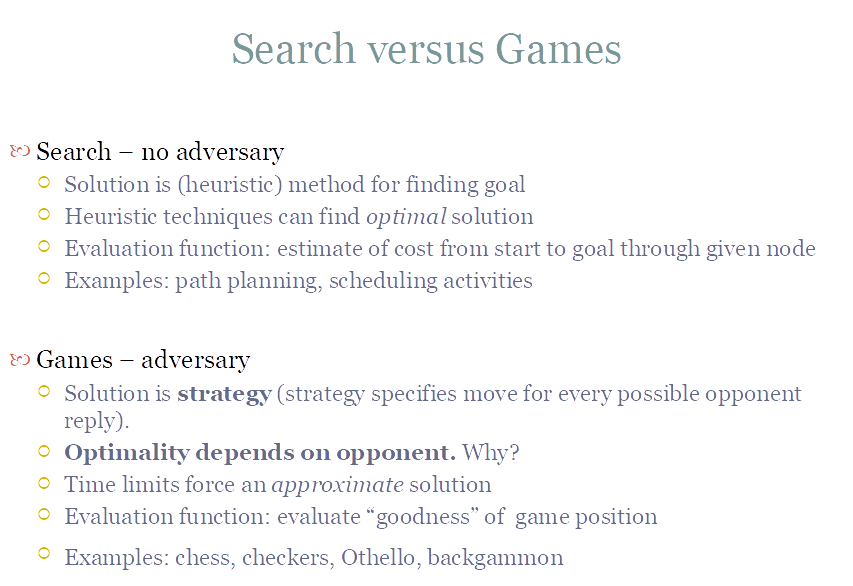 Search versus Games
Search – no adversary
Solution is (heuristic) method for finding goal
Heuristic techniques can find optimal solution
Evaluation function: estimate of cost from start to goal through given node
Examples: path planning, scheduling activities
Games – adversary
Solution is strategy (strategy specifies move for every possible opponent
reply).
Optimality depends on opponent. Why?
Time limits force an approximate solution
Evaluation function: evaluate “goodness” of game position
Examples: chess, checkers, Othello, backgammon